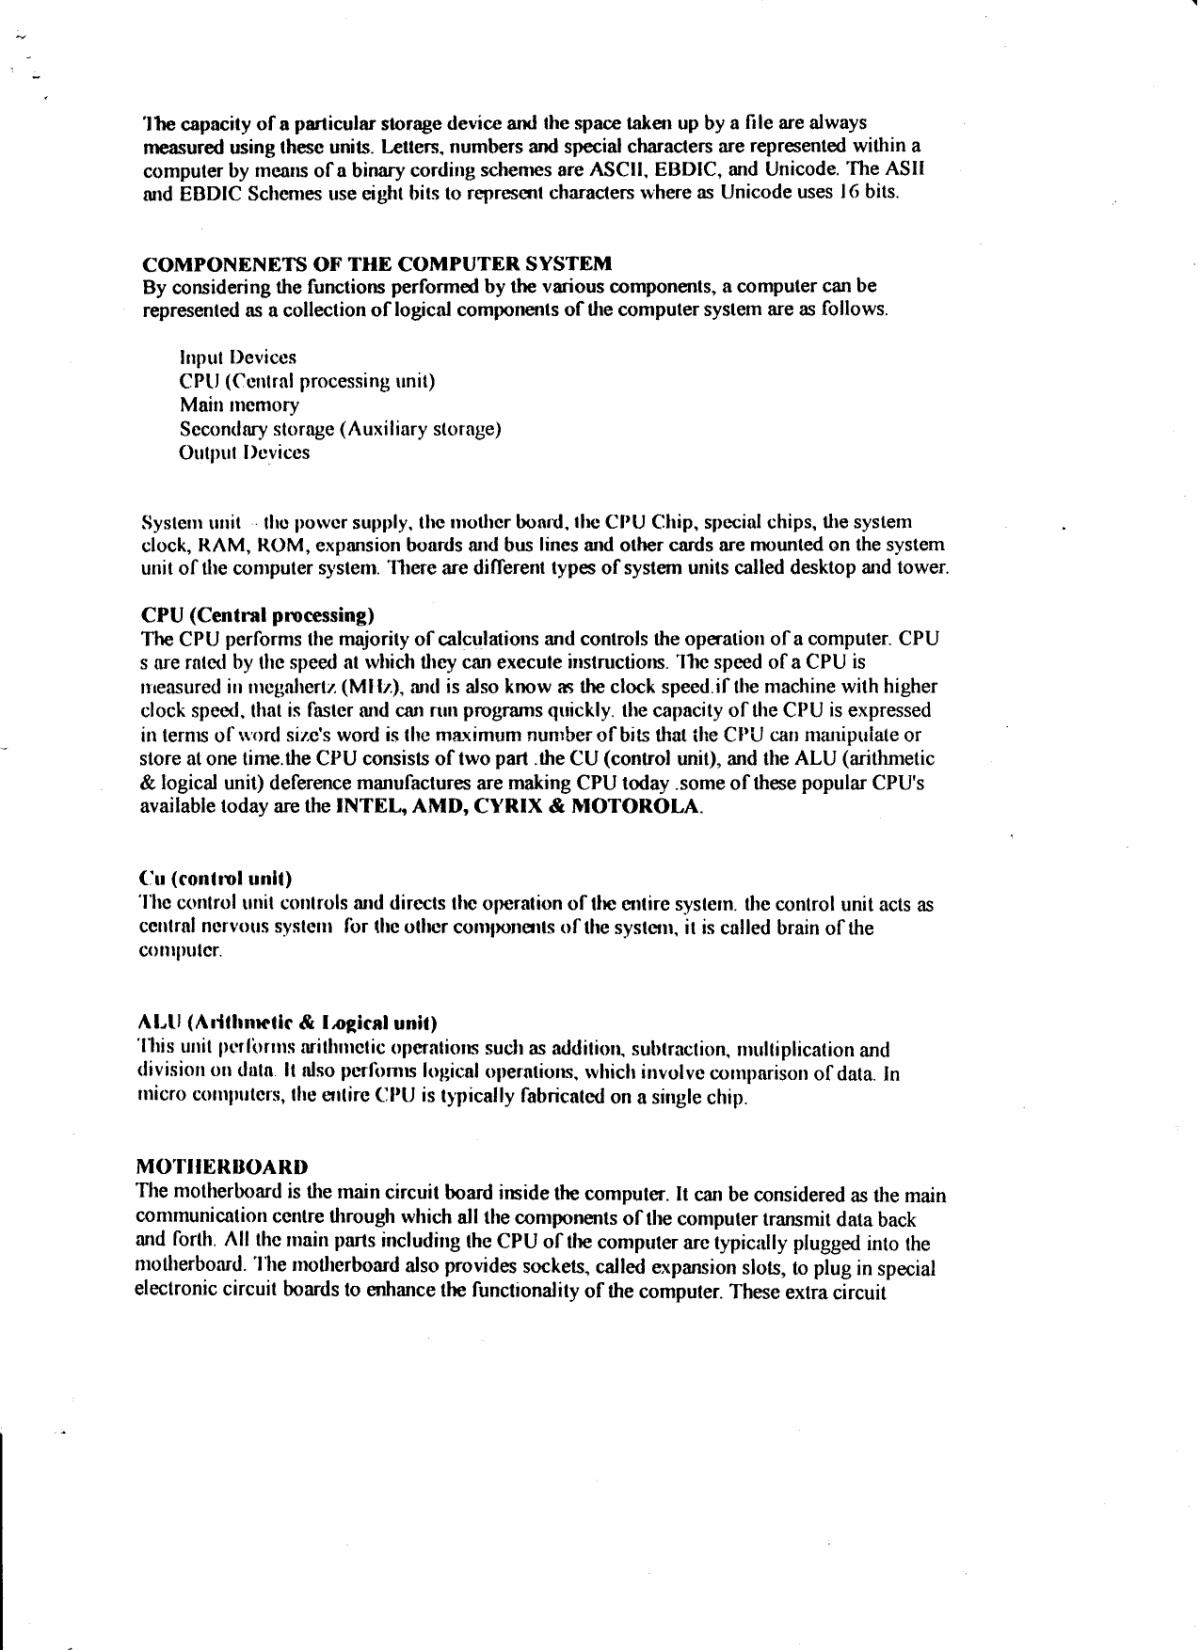 The capacity of a particular storage device and the space taken up by a file are always
measured using these units. Letters, numbers and special characters are represented within a
computer by means of a binary cording schemes are ASCII, EBDIC, and Unicode. The ASII
and EBDIC Schemes use eight bits to represent characters where as Unicode uses 16 bits.
COMPONENETS OF THE COMPUTER SYSTEM
By considering the functions performed by the various components, a computer can be
represented as a collection of logical components of the computer system are as follows.
Input Devices
CPU (Central processing unit)
Main memory
Secondary storage (Auxiliary storage)
Output Devices
System unit - the power supply, the mother board, the CPU Chip, special chips, the system
clock, RAM, ROM, expansion boards and bus lines and other cards are mounted on the system
unit of the computer system. There are different types of system units called desktop and tower.
CPU (Central processing)
The CPU performs the majority of calculations and controls the operation of a computer. CPU
s are rated by the speed at which they can execute instructions. The speed of a CPU is
measured in megahertz (MHz), and is also know as the clock speed.if the machine with higher
clock speed, that is faster and can run programs quickly. the capacity of the CPU is expressed
in terms of word size's word is the maximum number of bits that the CPU can manipulate or
store at one time.the CPU consists of two part .the CU (control unit), and the ALU (arithmetic
& logical unit) deference manufactures are making CPU today .some of these popular CPU's
available today are the INTEL, AMD, CYRIX & MOTOROLA.
Cu (control unit)
The control unit controls and directs the operation of the entire system. the control unit acts as
central nervous system for the other components of the system, it is called brain of the
computer.
ALU (Arithmetic & Logical unit)
This unit performs arithmetic operations such as addition, subtraction, multiplication and
division on data. It also performs logical operations, which involve comparison of data. In
micro computers, the entire CPU is typically fabricated on a single chip.
MOTHERBOARD
The motherboard is the main circuit board inside the computer. It can be considered as the main
communication centre through which all the components of the computer transmit data back
and forth. All the main parts including the CPU of the computer are typically plugged into the
motherboard. The motherboard also provides sockets, called expansion slots, to plug in special
electronic circuit boards to enhance the functionality of the computer. These extra circuit